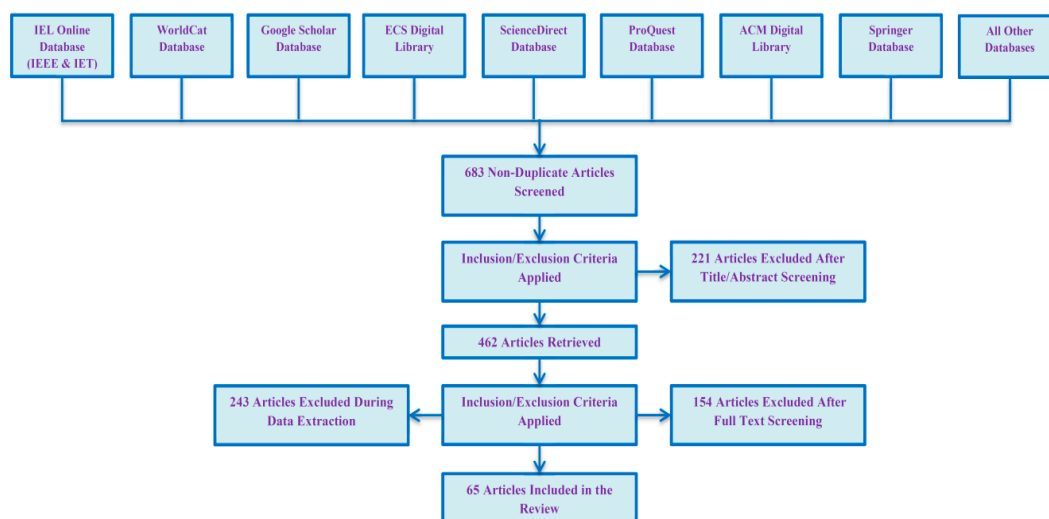 IEL Online
Database
(IEEE & IET)
WorldCat
Database
Google Scholar
Database
ECS Digital
Library
ScienceDirect
Database
ProQuest
Database
ACM Digital
Library
Springer
Database
All Other
Databases
683 Non-Duplicate Articles
Screened
Inclusion/Exclusion Criteria
Applied
221 Articles Excluded After
Title/Abstract Screening
462 Articles Retrieved
243 Articles Excluded During
Data Extraction
Inclusion/Exclusion Criteria
Applied
154 Articles Excluded After
Full Text Screening
65 Articles Included in the
Review